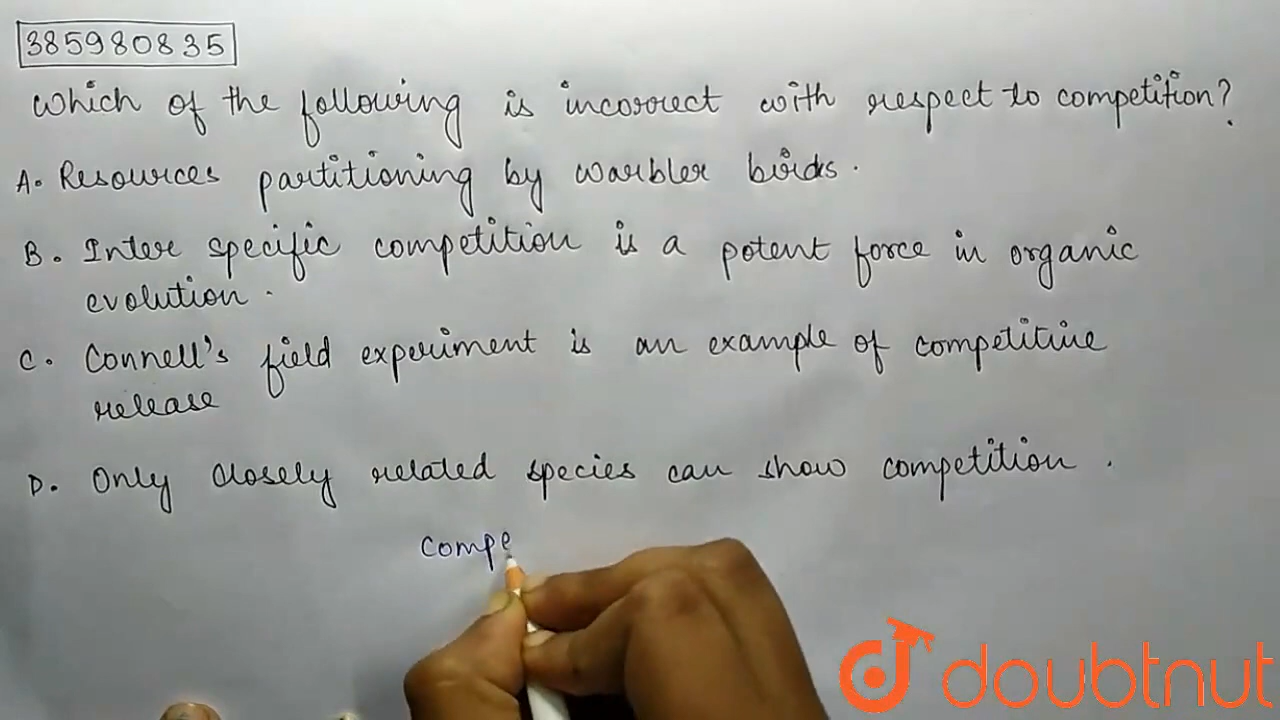 385980835
Which of the following is incorrect with respect to competition?
A. Resources partitioning by warbler birds.
B. Inter specific competition is a potent force in organic
evolution.
C. Connell's field experiment is an example of competitive
release
D. Only closely related species can show competition.
compe
doubtnut